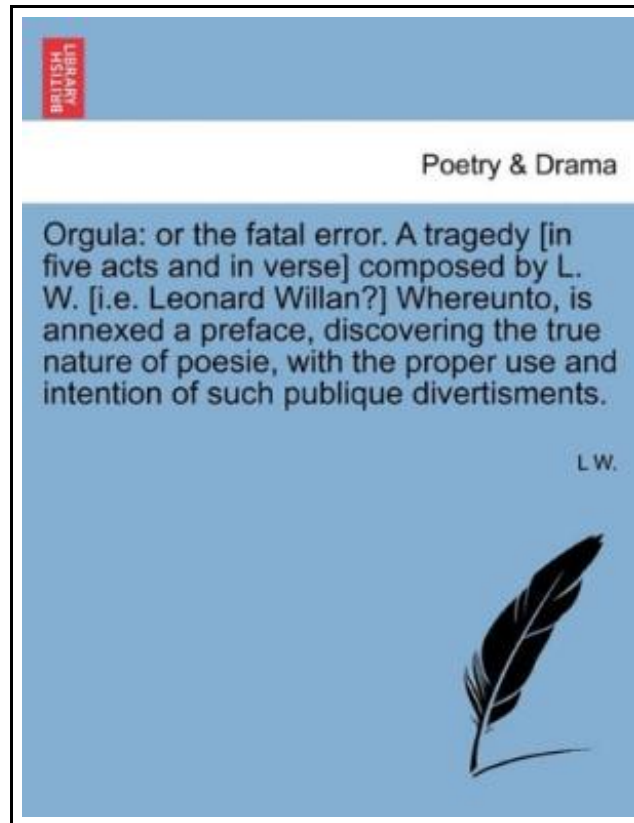 BRITISH
LIBRARY
Poetry & Drama
Orgula: or the fatal error. A tragedy [in
five acts and in verse] composed by L.
W. [i.e. Leonard Willan?] Whereunto, is
annexed a preface, discovering the true
nature of poesie, with the proper use and
intention of such publique divertisments.
L W.